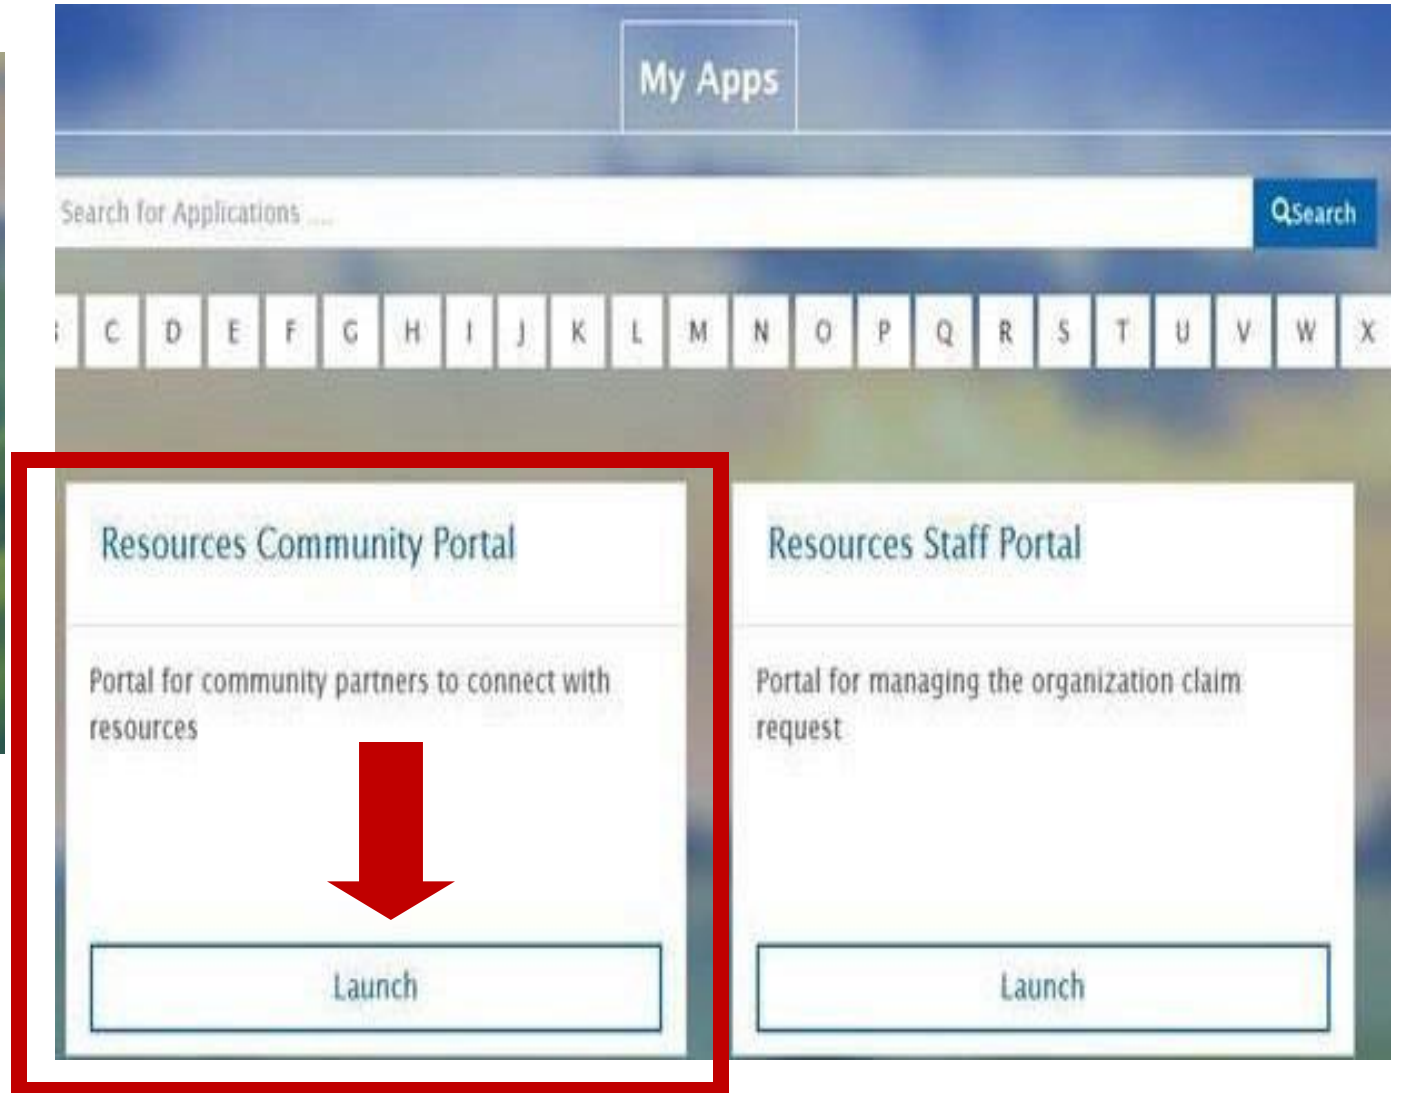 My Apps
Search for Applications ....
Search
C D E F G H I J K L M N O P Q R S T U V W X
Resources Community Portal
Resources Staff Portal
Portal for community partners to connect with
resources
Portal for managing the organization claim
request
Launch
Launch